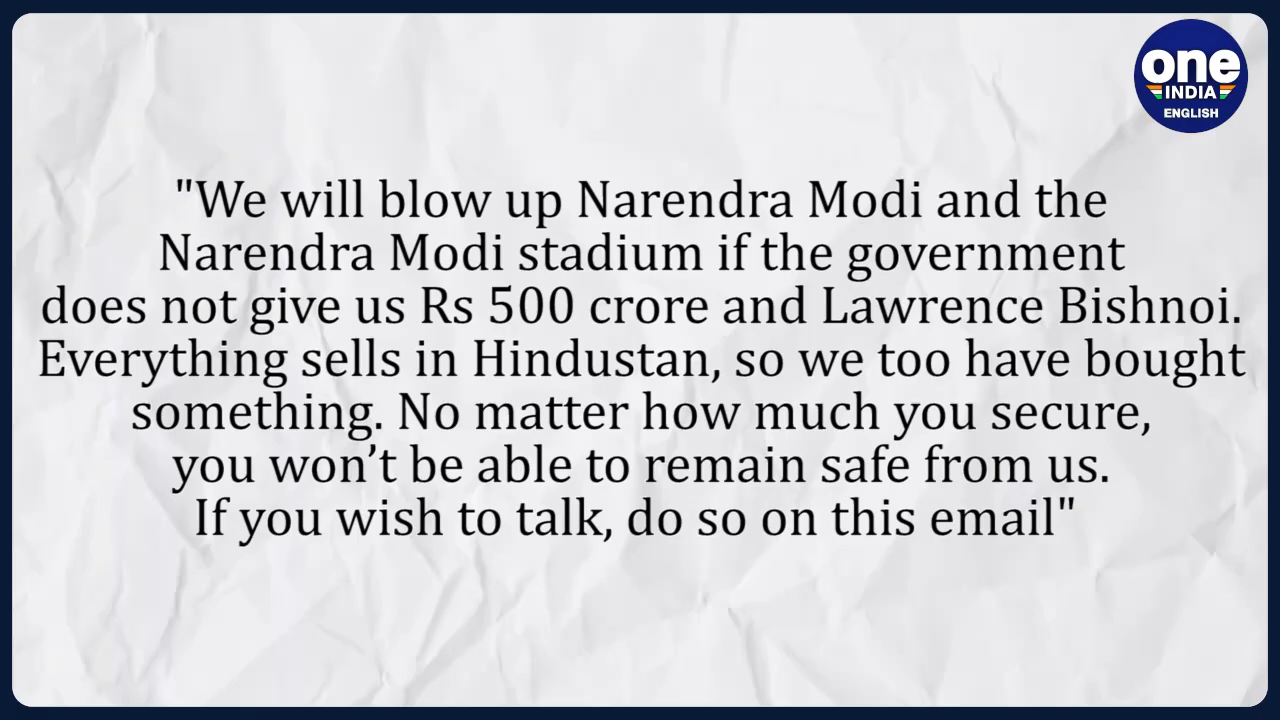 one
INDIA
ENGLISH
"We will blow up Narendra Modi and the
Narendra Modi stadium if the government
does not give us Rs 500 crore and Lawrence Bishnoi.
Everything sells in Hindustan, so we too have bought
something. No matter how much you secure,
you won’t be able to remain safe from us.
If you wish to talk, do so on this email"